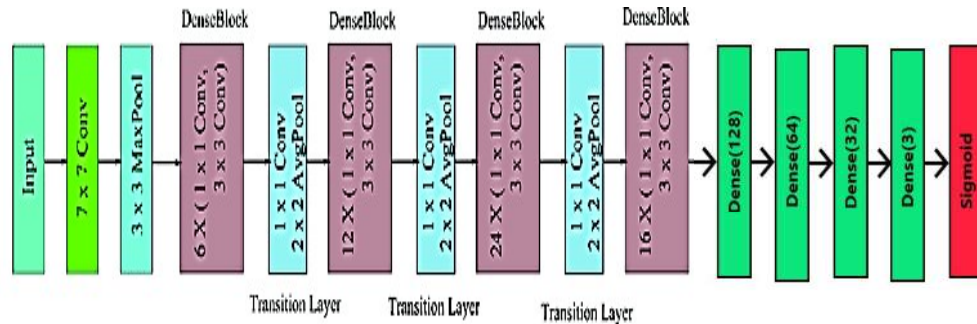 DenseBlock
DenseBlock
DenseBlock
DenseBlock
Input
7 x ? Conv
3 x 3 MaxPool
6 X ( 1 x 1 Conv,
3 x 3 Conv)
1 x 1 Conv
2 x 2 AvgPool
12 X ( 1 x 1 Conv,
3 x 3 Conv)
1 x 1 Conv
2 x 2 AvgPool
24 X ( 1 x 1 Conv,
3 x 3 Conv)
1 x 1 Conv
2 x 2 AvgPool
16 X ( 1 x 1 Conv,
3 x 3 Conv)
Dense(128)
Dense(64)
Dense(32)
Dense(3)
Sigmoid
Transition Layer
Transition Layer
Transition Layer